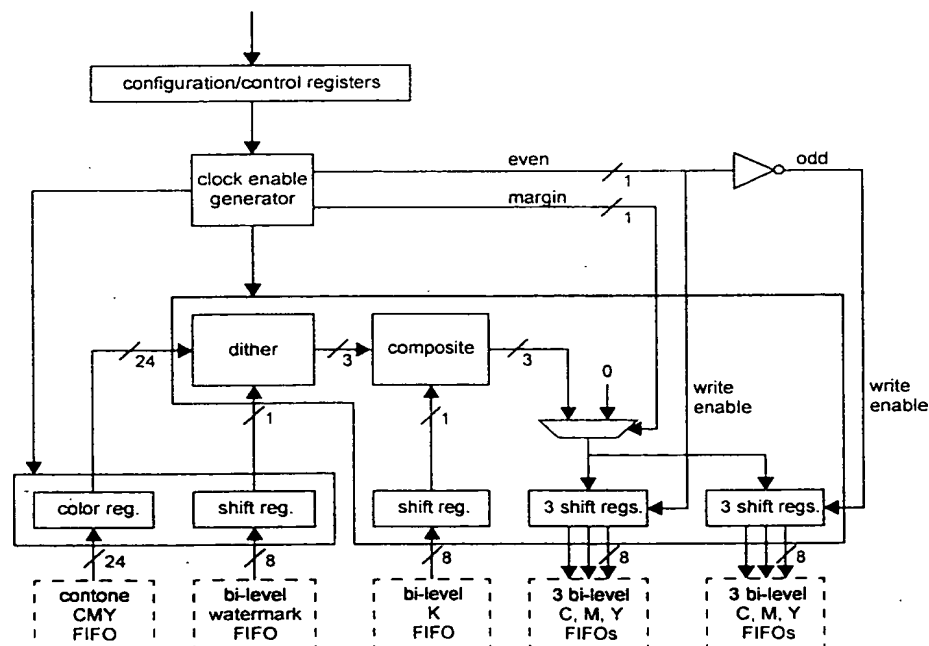 configuration/control registers
clock enable
generator
even
1
margin
1
odd
write
enable
write
enable
24
dither
3
composite
3
0
1
1
color reg.
shift reg.
shift reg.
3 shift regs.
3 shift regs.
24
8
8
8
8
contone
CMY
FIFO
bi-level
watermark
FIFO
bi-level
K
FIFO
3 bi-level
C, M, Y
FIFOs
3 bi-level
C, M, Y
FIFOs